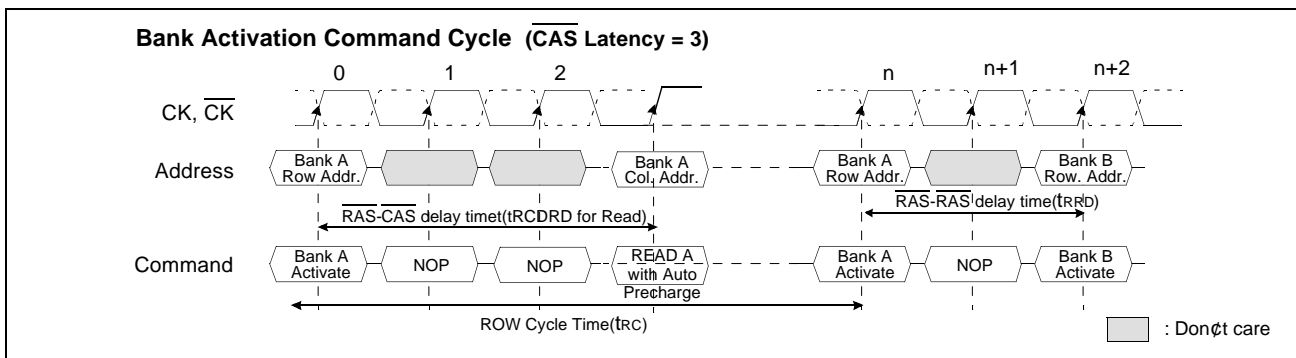 Bank Activation Command Cycle (CAS Latency = 3)
0 1 2 n n+1 n+2
CK, CK
Address
Bank A
Row Addr.
Bank A
Col. Addr.
Bank A
Row Addr.
Bank B
Row. Addr.
RAS-CAS delay timet(tRCDRD for Read)
RAS-RAS delay time(tRRD)
Command
Bank A
Activate
NOP
NOP
READ A
with Auto
Precharge
Bank A
Activate
NOP
Bank B
Activate
ROW Cycle Time(tRC)
: Don¢t care